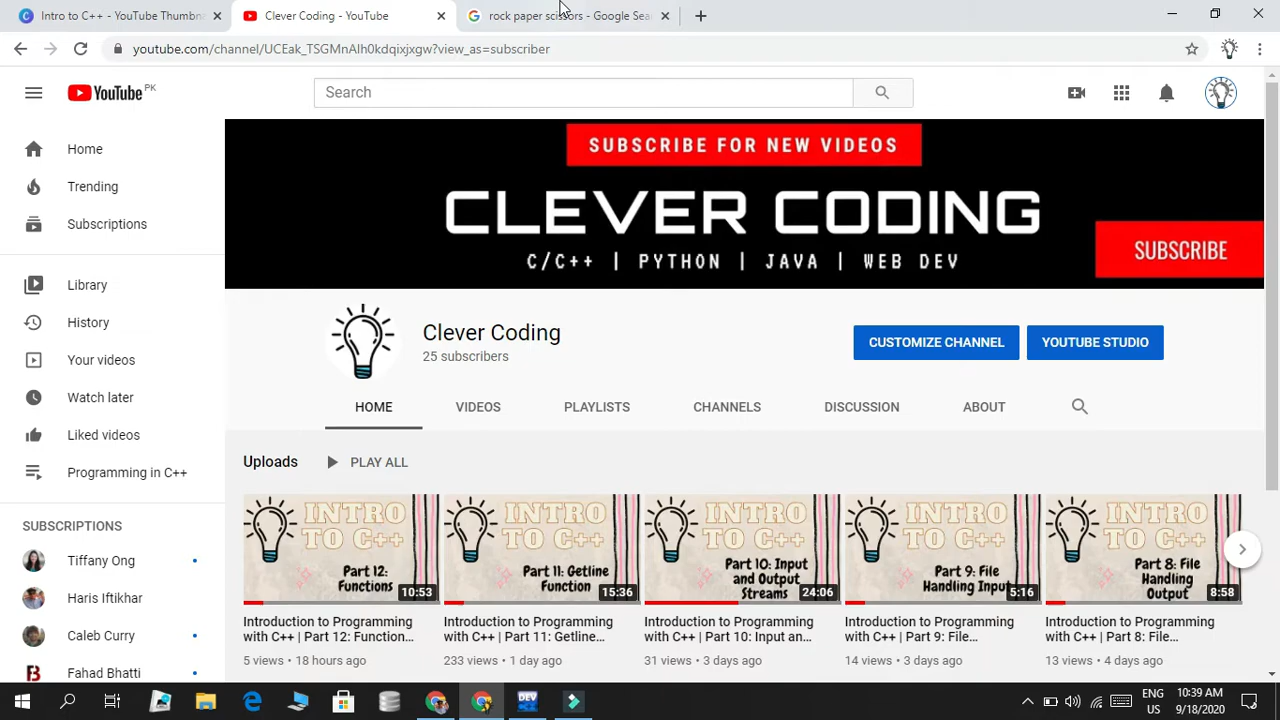 Intro to C++ - YouTube Thumbna
Clever Coding - YouTube
rock paper scissors - Google Sea
youtube.com/channel/UCEak_TSGMnAIh0kdqixjxgw?view_as=subscriber
YouTube PK
Search
Home
Trending
Subscriptions
Library
History
Your videos
Watch later
Liked videos
Programming in C++
SUBSCRIPTIONS
Tiffany Ong
Haris Iftikhar
Caleb Curry
Fahad Bhatti
SUBSCRIBE FOR NEW VIDEOS
CLEVER CODING
C/C++ | PYTHON | JAVA | WEB DEV
SUBSCRIBE
Clever Coding
25 subscribers
CUSTOMIZE CHANNEL
YOUTUBE STUDIO
HOME
VIDEOS
PLAYLISTS
CHANNELS
DISCUSSION
ABOUT
Uploads
PLAY ALL
INTRO
TO C++
Part 12:
Functions
10:53
INTRO
TO C++
Part 11: Getline
Function
15:36
INTRO
TO C++
Part 10: Input
and Output
Streams
24:06
INTRO
TO C++
Part 9: File
Handling Input
5:16
INTRO
TO C++
Part 8: File
Handling
Output
8:58
Introduction to Programming
with C++ | Part 12: Function...
5 views • 18 hours ago
Introduction to Programming
with C++ | Part 11: Getline...
233 views • 1 day ago
Introduction to Programming
with C++ | Part 10: Input an...
31 views • 3 days ago
Introduction to Programming
with C++ | Part 9: File...
14 views • 3 days ago
Introduction to Programming
with C++ | Part 8: File...
13 views • 4 days ago
DEV
ENG
US
10:39 AM
9/18/2020